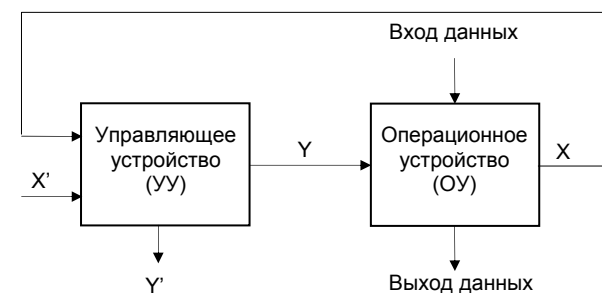 Вход данных
Управляющее
устройство
(УУ)
Операционное
устройство
(ОУ)
Y
X
X’
Y’
Выход данных